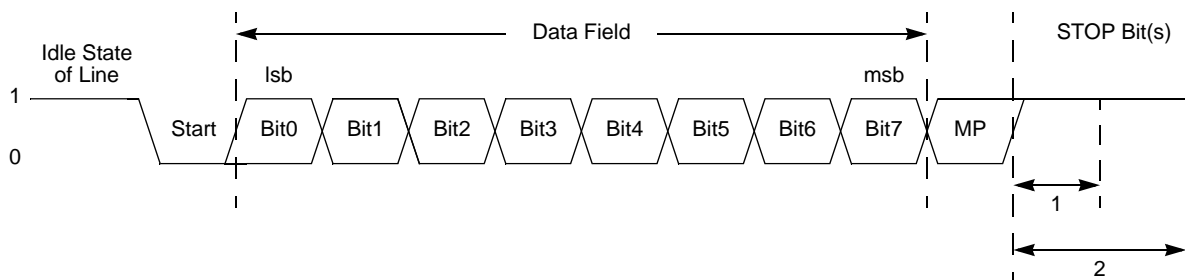 Data Field
STOP Bit(s)
Idle State
of Line
lsb
msb
1
Start
Bit0
Bit1
Bit2
Bit3
Bit4
Bit5
Bit6
Bit7
MP
0
1
2